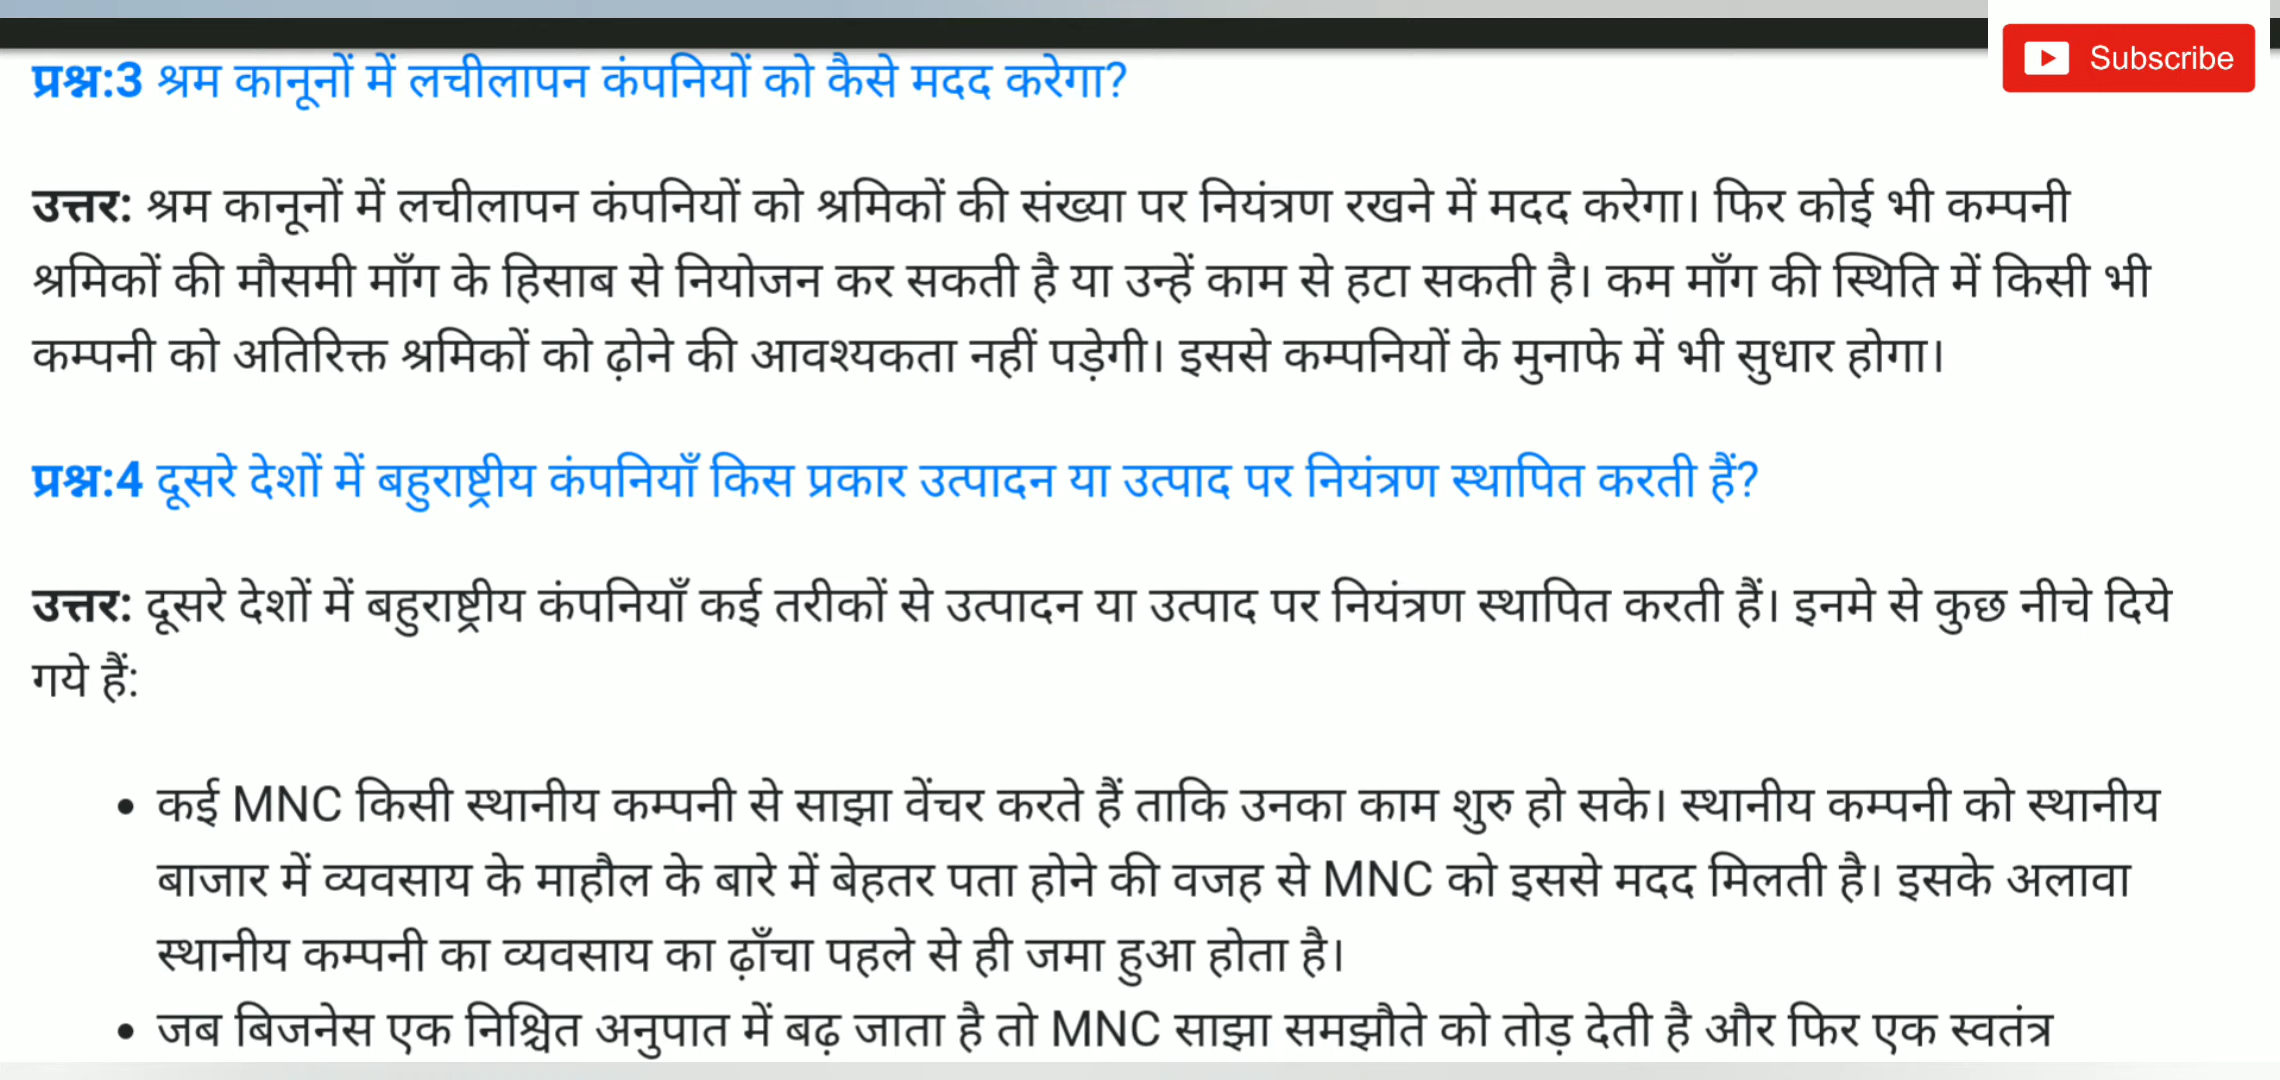 Subscribe
प्रश्न:3 श्रम कानूनों में लचीलापन कंपनियों को कैसे मदद करेगा?
उत्तर: श्रम कानूनों में लचीलापन कंपनियों को श्रमिकों की संख्या पर नियंत्रण रखने में मदद करेगा। फिर कोई भी कम्पनी
श्रमिकों की मौसमी माँग के हिसाब से नियोजन कर सकती है या उन्हें काम से हटा सकती है। कम माँग की स्थिति में किसी भी
कम्पनी को अतिरिक्त श्रमिकों को ढ़ोने की आवश्यकता नहीं पड़ेगी। इससे कम्पनियों के मुनाफे में भी सुधार होगा।
प्रश्न:4 दूसरे देशों में बहुराष्ट्रीय कंपनियाँ किस प्रकार उत्पादन या उत्पाद पर नियंत्रण स्थापित करती हैं?
उत्तर: दूसरे देशों में बहुराष्ट्रीय कंपनियाँ कई तरीकों से उत्पादन या उत्पाद पर नियंत्रण स्थापित करती हैं। इनमे से कुछ नीचे दिये
गये हैं:
• कई MNC किसी स्थानीय कम्पनी से साझा वेंचर करते हैं ताकि उनका काम शुरु हो सके। स्थानीय कम्पनी को स्थानीय
बाजार में व्यवसाय के माहौल के बारे में बेहतर पता होने की वजह से MNC को इससे मदद मिलती है। इसके अलावा
स्थानीय कम्पनी का व्यवसाय का ढ़ाँचा पहले से ही जमा हुआ होता है।
• जब बिजनेस एक निश्चित अनुपात में बढ़ जाता है तो MNC साझा समझौते को तोड़ देती है और फिर एक स्वतंत्र